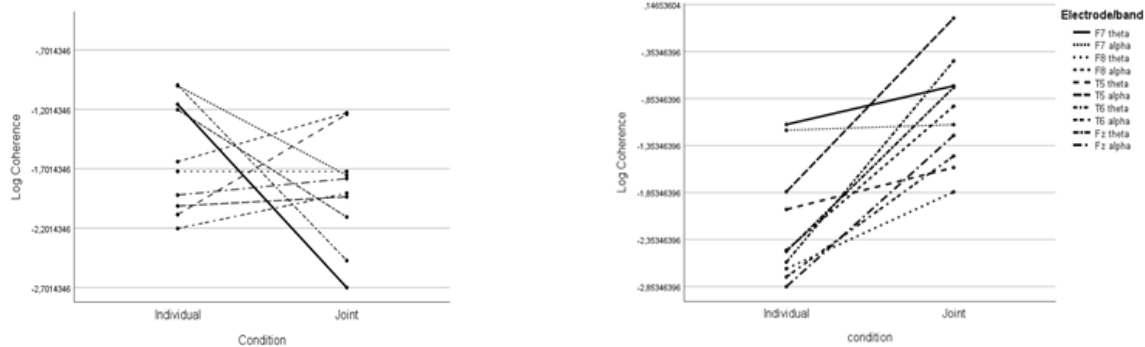 -,7014346
-1,2014346
-1,7014346
-2,2014346
-2,7014346
Log Coherence
Individual
Joint
Condition
,14653604
-,35346396
-,85346396
-1,35346396
-1,85346396
-2,35346396
-2,85346396
Log Coherence
Individual
Joint
condition
Electrode/band
F7 theta
F7 alpha
F8 theta
F8 alpha
T5 theta
T5 alpha
T6 theta
T6 alpha
Fz theta
Fz alpha